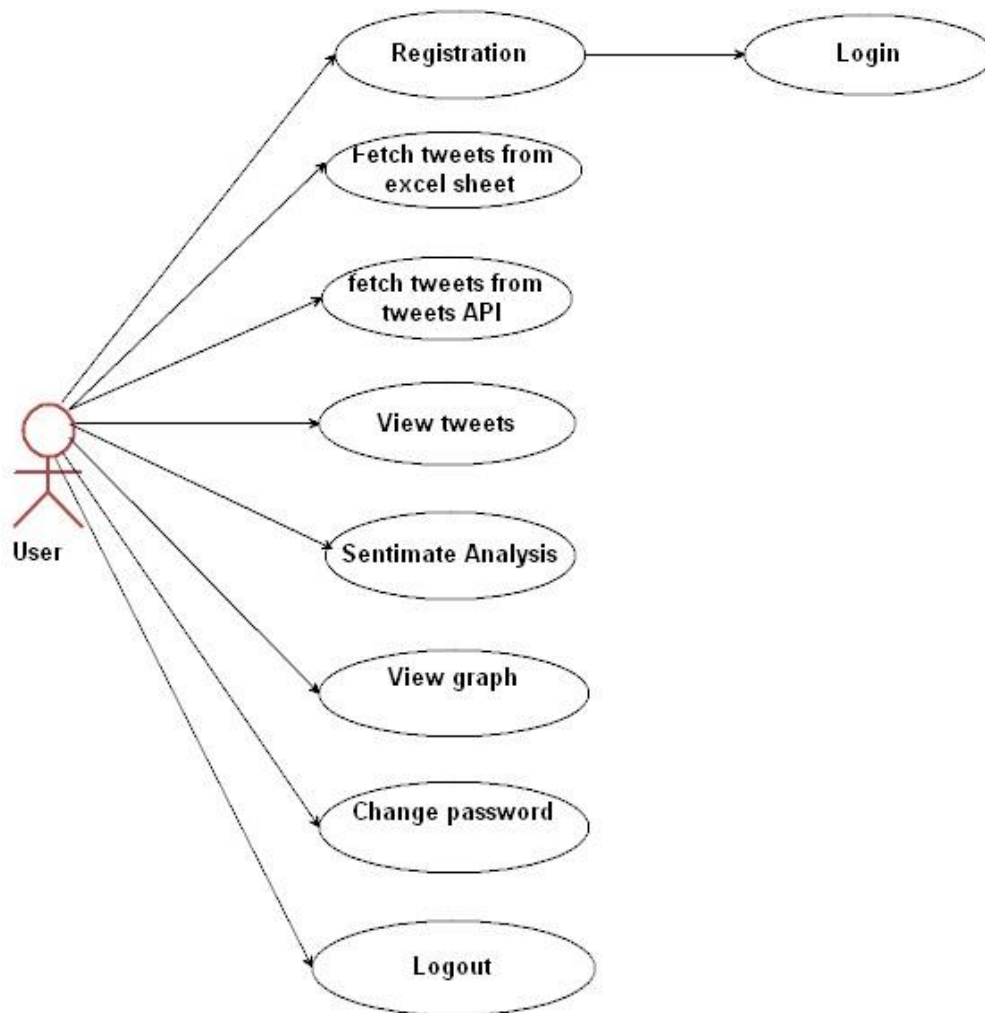 Registration
Login
Fetch tweets from
excel sheet
fetch tweets from
tweets API
View tweets
Sentimate Analysis
User
View graph
Change password
Logout